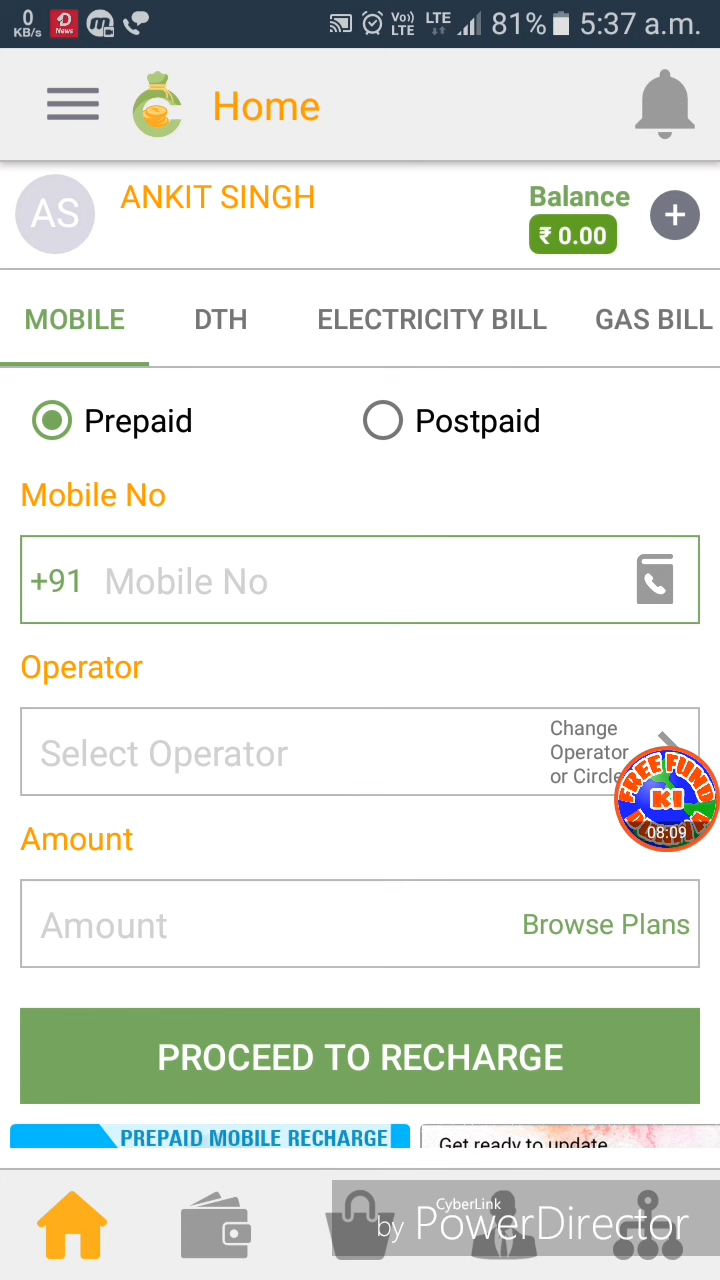 0
KB/s
News
Vo))
LTE
LTE
81%
5:37 a.m.
Home
AS
ANKIT SINGH
Balance
₹ 0.00
MOBILE
DTH
ELECTRICITY BILL
GAS BILL
Prepaid
Postpaid
Mobile No
+91 Mobile No
Operator
Select Operator
Change
Operator
or Circle
FREE FUND
KI
08:09
Amount
Amount
Browse Plans
PROCEED TO RECHARGE
PREPAID MOBILE RECHARGE
Get ready to update
CyberLink
by PowerDirector